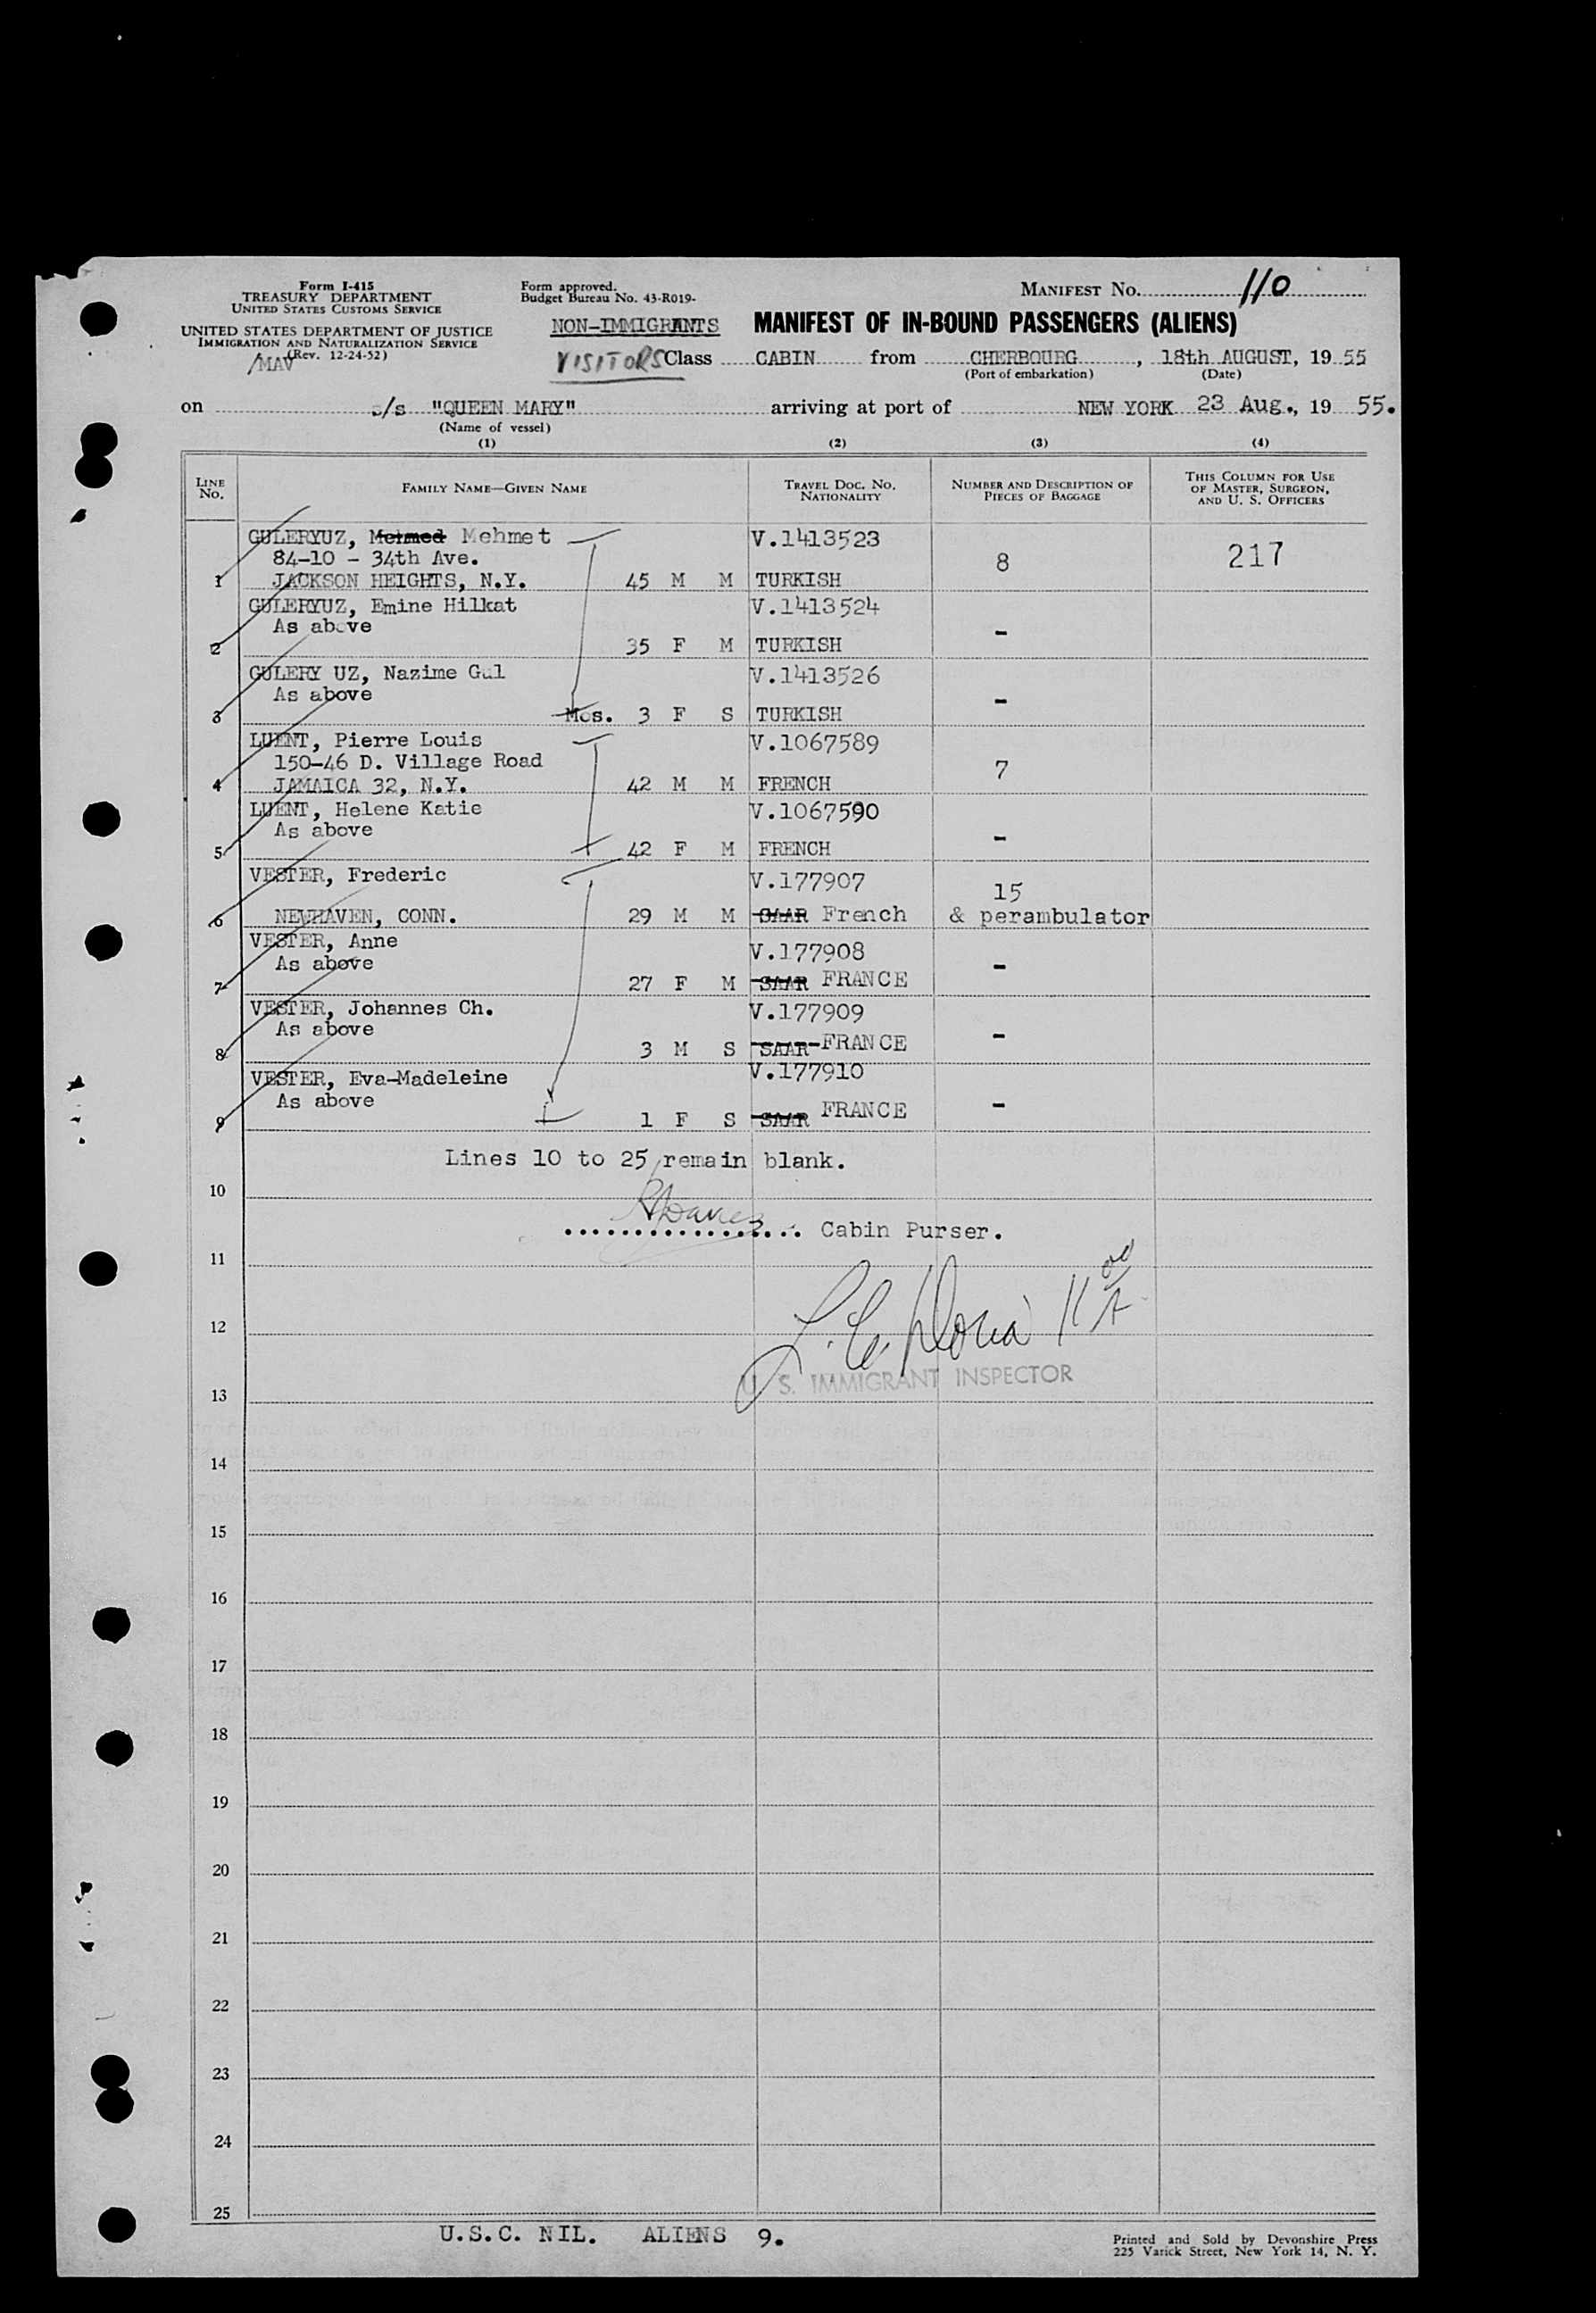 Form I-415
TREASURY DEPARTMENT
UNITED STATES CUSTOMS SERVICE
UNITED STATES DEPARTMENT OF JUSTICE
IMMIGRATION AND NATURALIZATION SERVICE
(Rev. 12-24-52)
/MAV
Form approved.
Budget Bureau No. 43-R019-
MANIFEST No. 110
NON-IMMIGRANTS
MANIFEST OF IN-BOUND PASSENGERS (ALIENS)
VISITORS Class CABIN from CHERBOURG, 18th AUGUST, 19 55
(Port of embarkation) (Date)
on s/s "QUEEN MARY" arriving at port of NEW YORK 23 Aug., 19 55.
(Name of vessel)
(1) (2) (3) (4)
LINE No. FAMILY NAME—GIVEN NAME TRAVEL DOC. NO. NATIONALITY NUMBER AND DESCRIPTION OF PIECES OF BAGGAGE THIS COLUMN FOR USE OF MASTER, SURGEON, AND U. S. OFFICERS
GULERYUZ, Mehmet V.1413523
84-10 - 34th Ave. 8 217
1 JACKSON HEIGHTS, N.Y. 45 M M TURKISH
GULERYUZ, Emine Hilkat V.1413524
As above -
2 35 F M TURKISH
GULERY UZ, Nazime Gul V.1413526
As above -
3 Mos. 3 F S TURKISH
LUENT, Pierre Louis V.1067589
150-46 D. Village Road 7
4 JAMAICA 32, N.Y. 42 M M FRENCH
LUENT, Helene Katie V.1067590
As above -
5 42 F M FRENCH
VESTER, Frederic V.177907
15
6 NEWHAVEN, CONN. 29 M M SAAR French & perambulator
VESTER, Anne V.177908
As above -
7 27 F M SAAR FRANCE
VESTER, Johannes Ch. V.177909
As above -
8 3 M S SAAR FRANCE
VESTER, Eva-Madeleine V.177910
As above -
9 1 F S SAAR FRANCE
Lines 10 to 25 remain blank.
10
Cabin Purser.
11
12
U. S. IMMIGRANT INSPECTOR
13
14
15
16
17
18
19
20
21
22
23
24
25
U.S.C. NIL. ALIENS 9.
Printed and Sold by Devonshire Press
225 Varick Street, New York 14, N. Y.